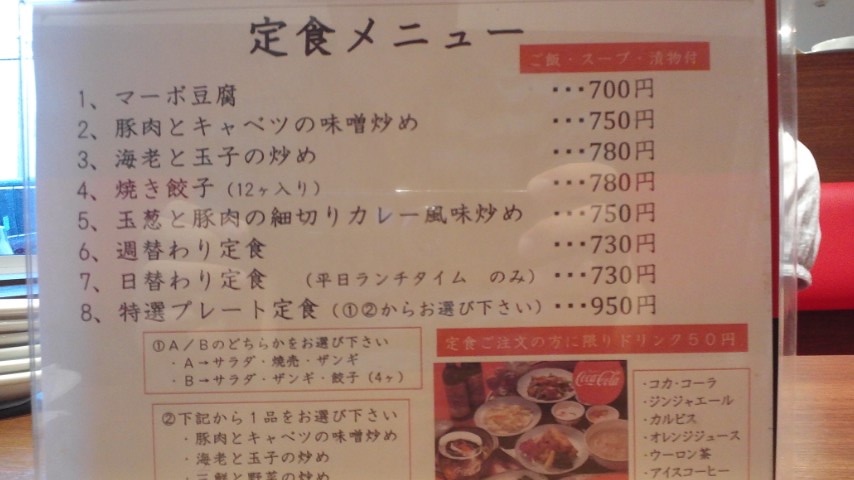 定食メニュー
ご飯・スープ・漬物付
1、マーボ豆腐 ・・・700円
2、豚肉とキャベツの味噌炒め ・・・750円
3、海老と玉子の炒め ・・・780円
4、焼き餃子(12ヶ入り) ・・・780円
5、玉葱と豚肉の細切りカレー風味炒め ・・・750円
6、週替わり定食 ・・・730円
7、日替わり定食 (平日ランチタイム のみ) ・・・730円
8、特選プレート定食(①②からお選び下さい) ・・・950円
①A/Bのどちらかをお選び下さい
・A→サラダ・焼売・ザンギ
・B→サラダ・ザンギ・餃子(4ヶ)
②下記から1品をお選び下さい
・豚肉とキャベツの味噌炒め
・海老と玉子の炒め
・三鮮と野菜の炒め
定食ご注文の方に限りドリンク50円
Coca-Cola
・コカ・コーラ
・ジンジャエール
・カルピス
・オレンジジュース
・ウーロン茶
・アイスコーヒー